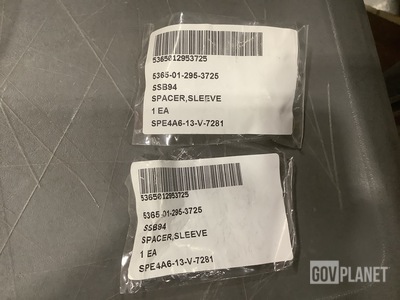 5365012953725
5365-01-295-3725
SSB94
SPACER,SLEEVE
1 EA
SPE4A6-13-V-7281
5365012953725
5365-01-295-3725
SSB94
SPACER,SLEEVE
1 EA
SPE4A6-13-V-7281
GOVPLANET